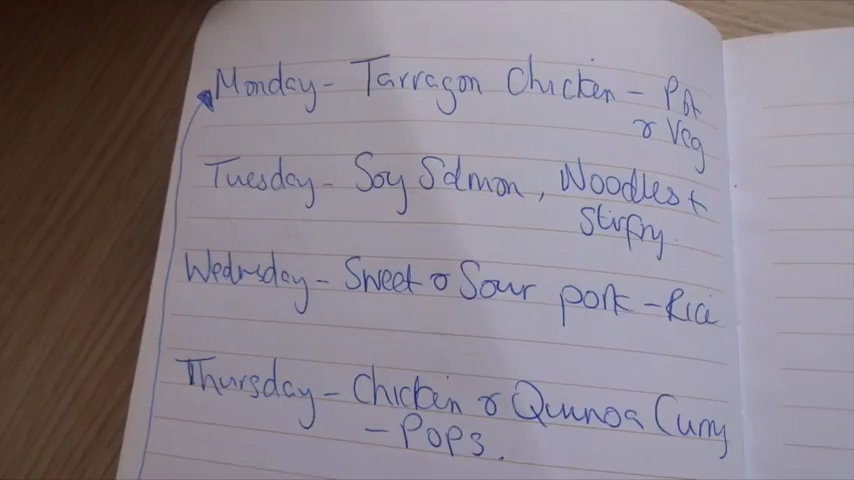 Monday - Tarragon Chicken - Pot
& Veg
Tuesday - Soy Salmon, Noodles +
Stirfry.
Wednesday - Sweet & Sour pork - Rice
Thursday - Chicken & Quinoa Curry
- POPS.